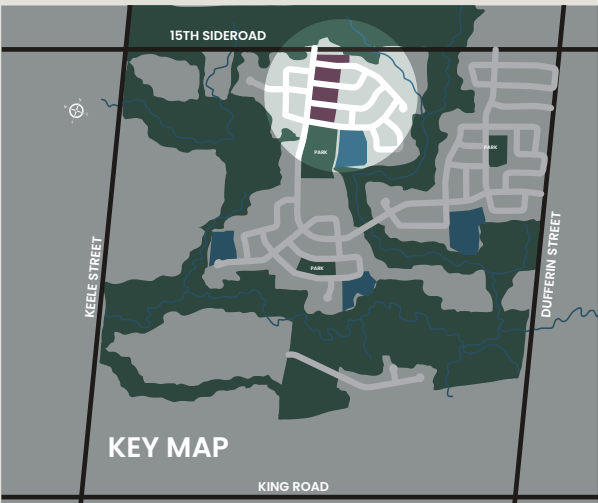 15TH SIDEROAD
PARK
PARK
KEELE STREET
DUFFERIN STREET
PARK
KEY MAP
KING ROAD